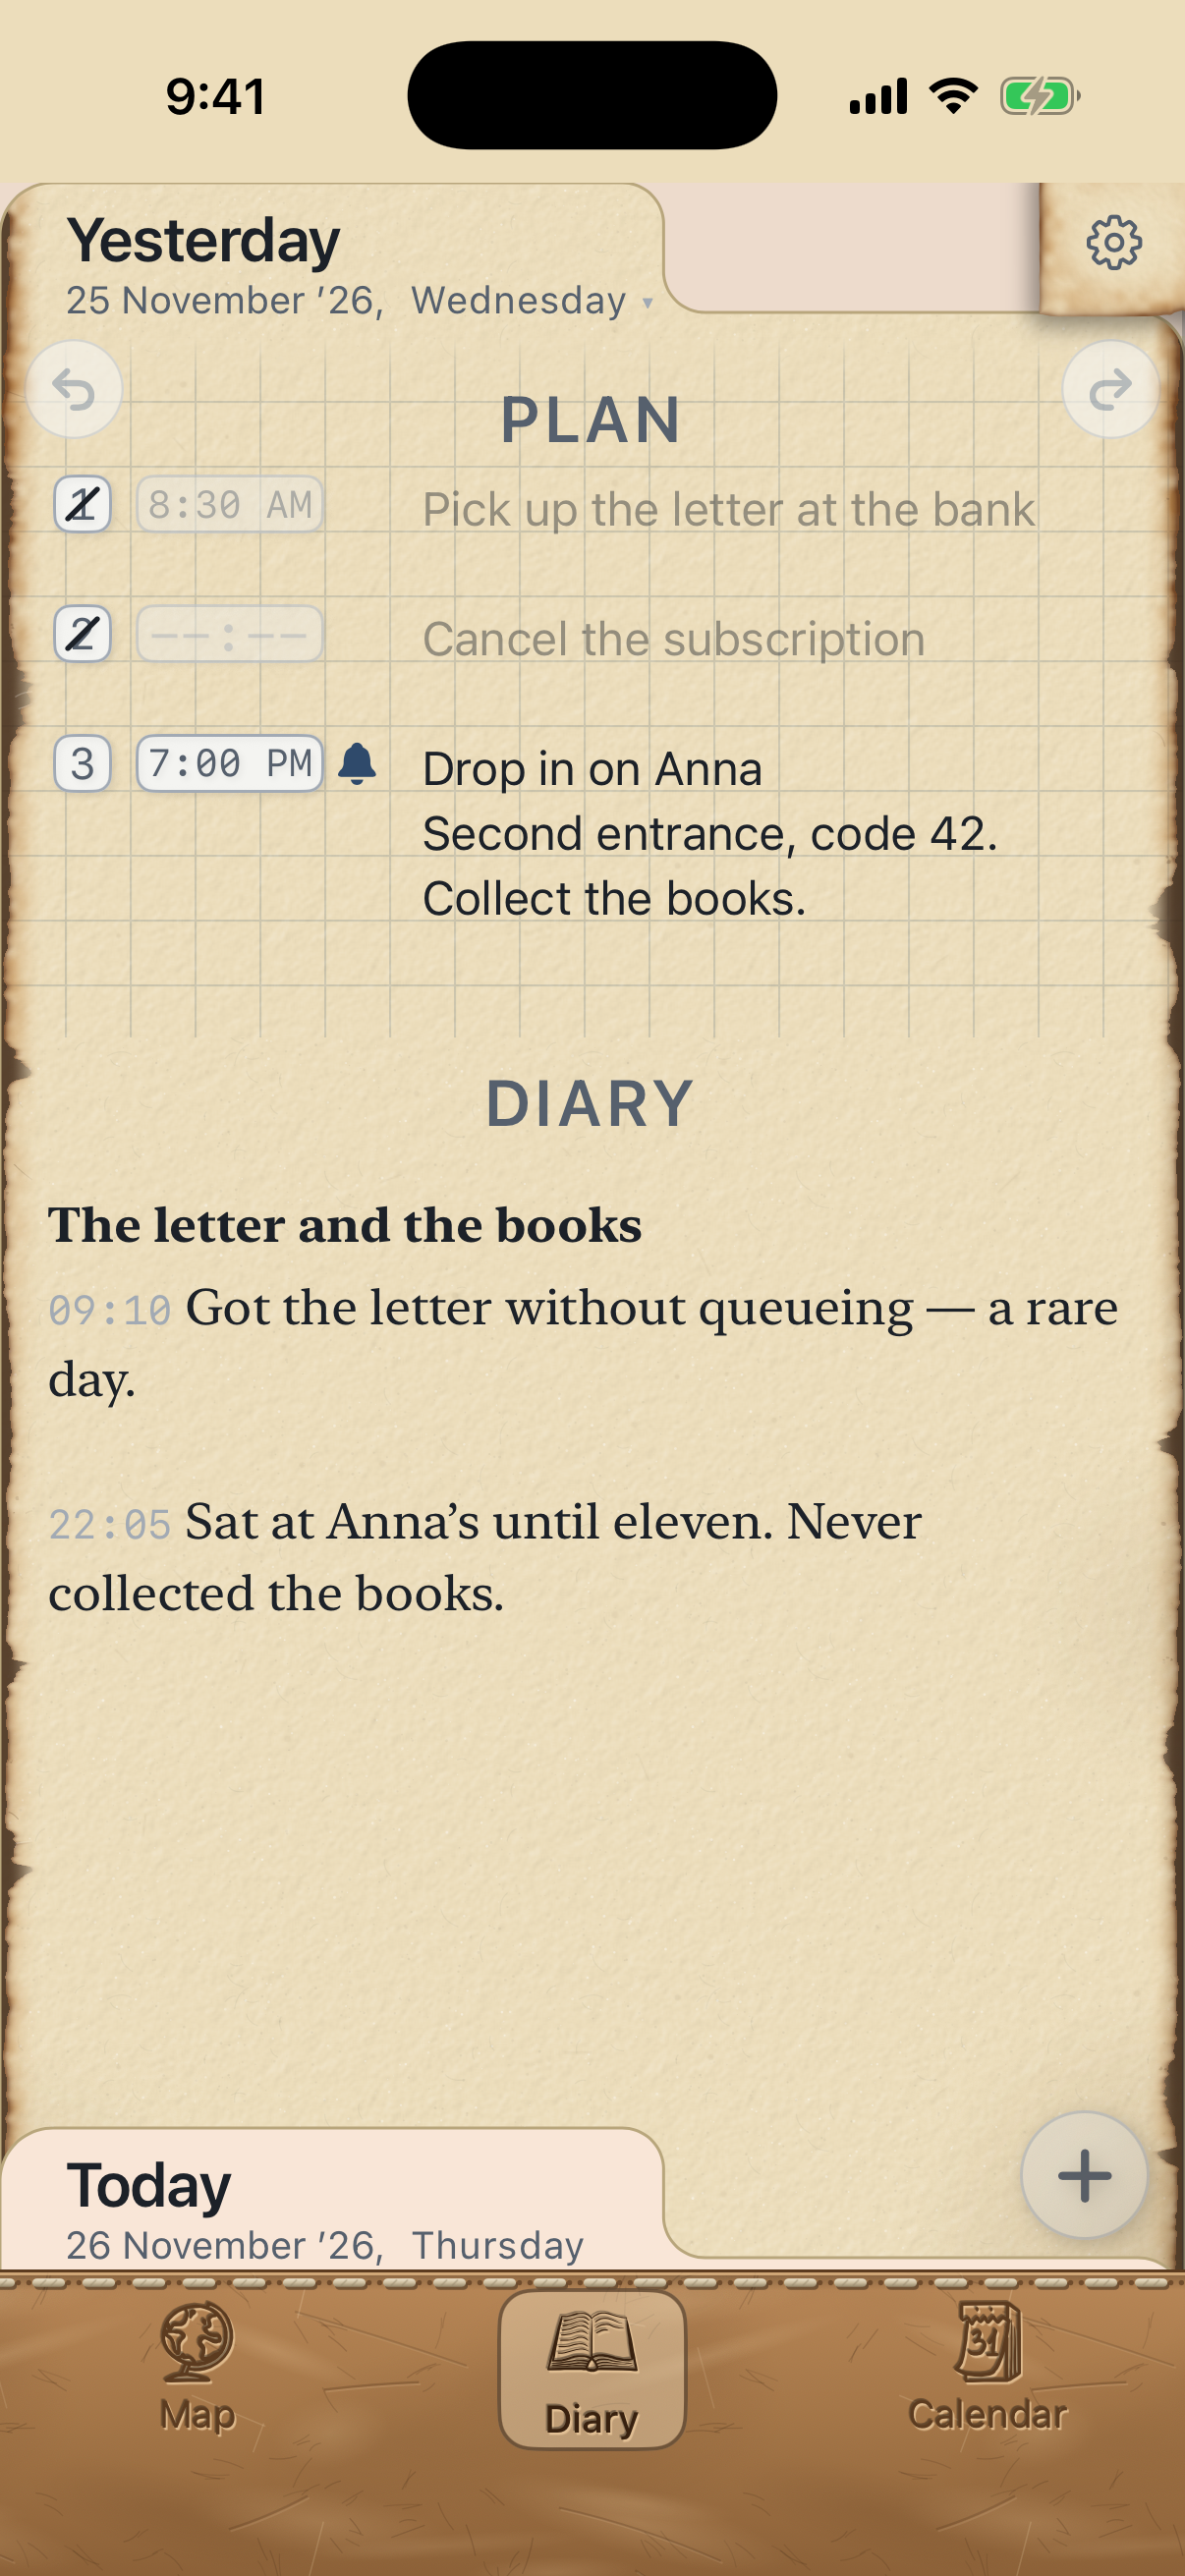 9:41
Yesterday
25 November ’26, Wednesday ▾
PLAN
1 8:30 AM Pick up the letter at the bank
2 --:-- Cancel the subscription
3 7:00 PM Drop in on Anna
Second entrance, code 42.
Collect the books.
DIARY
The letter and the books
09:10 Got the letter without queueing — a rare
day.
22:05 Sat at Anna’s until eleven. Never
collected the books.
Today
26 November ’26, Thursday
31
Map
Diary
Calendar